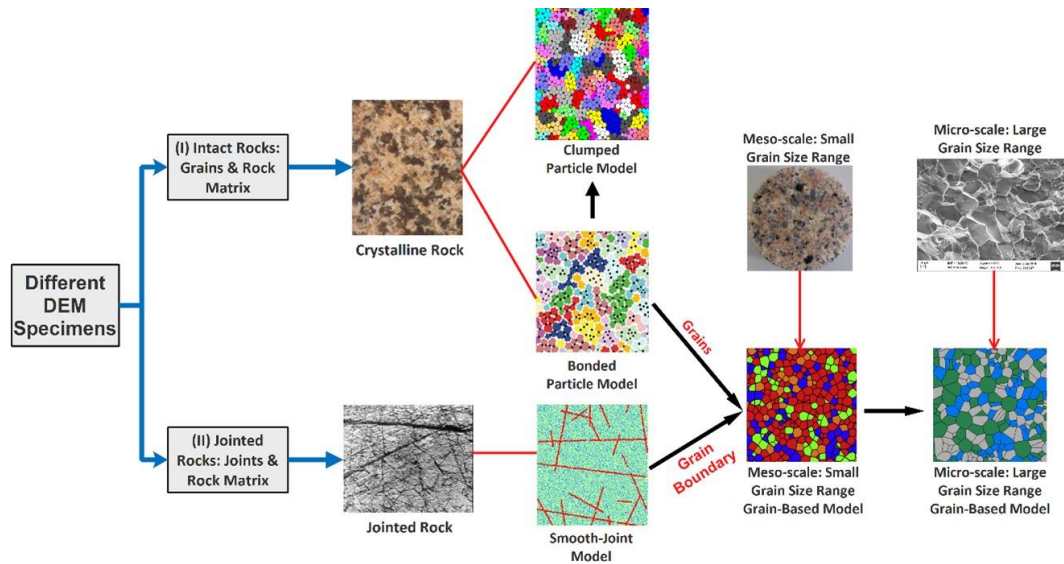 Different
DEM
Specimens
(I) Intact Rocks:
Grains & Rock
Matrix
(II) Jointed
Rocks: Joints &
Rock Matrix
Crystalline Rock
Jointed Rock
Clumped
Particle Model
Bonded
Particle Model
Smooth-Joint
Model
Grains
Grain
Boundary
Meso-scale: Small
Grain Size Range
Meso-scale: Small
Grain Size Range
Grain-Based Model
Micro-scale: Large
Grain Size Range
Micro-scale: Large
Grain Size Range
Grain-Based Model